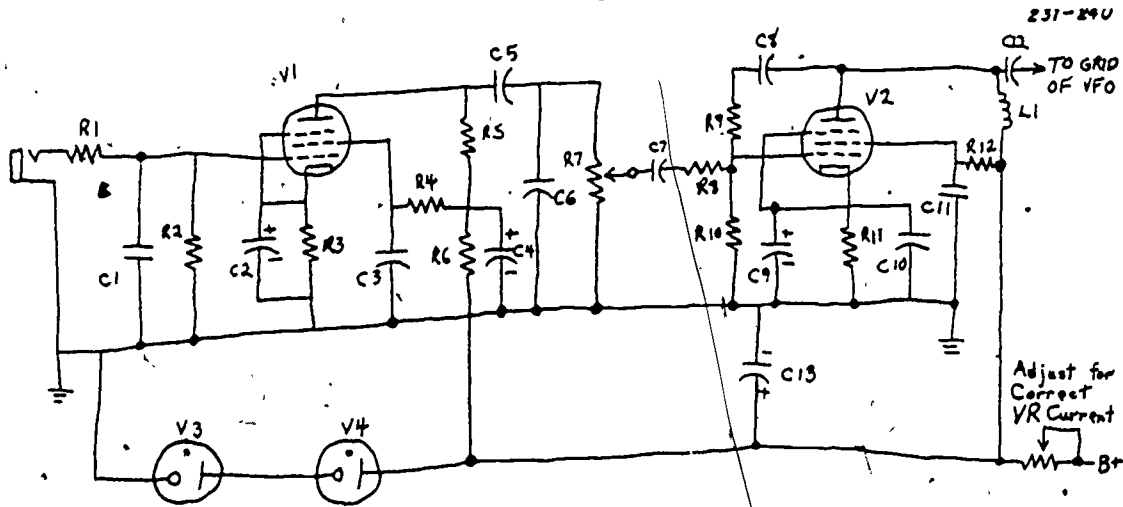 231-24U
C12
TO GRID
OF VFO
C8
C5
V1
V2
L1
R1
R5
R9
R12
R7
C7
R8
C6
R4
C11
R2
R3
R6
C4
R10
R11
C1
C2
C3
C9
C10
C13
Adjust for
Correct
VR Current
V3
V4
B+